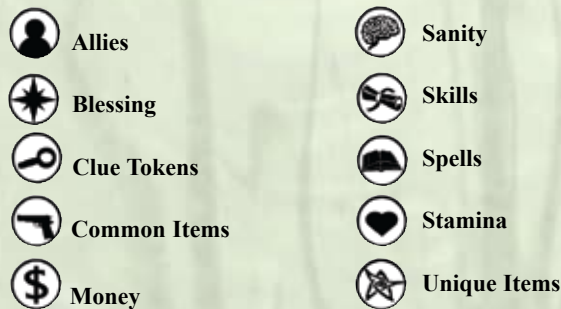 Allies
Blessing
Clue Tokens
Common Items
$ Money
Sanity
Skills
Spells
Stamina
Unique Items